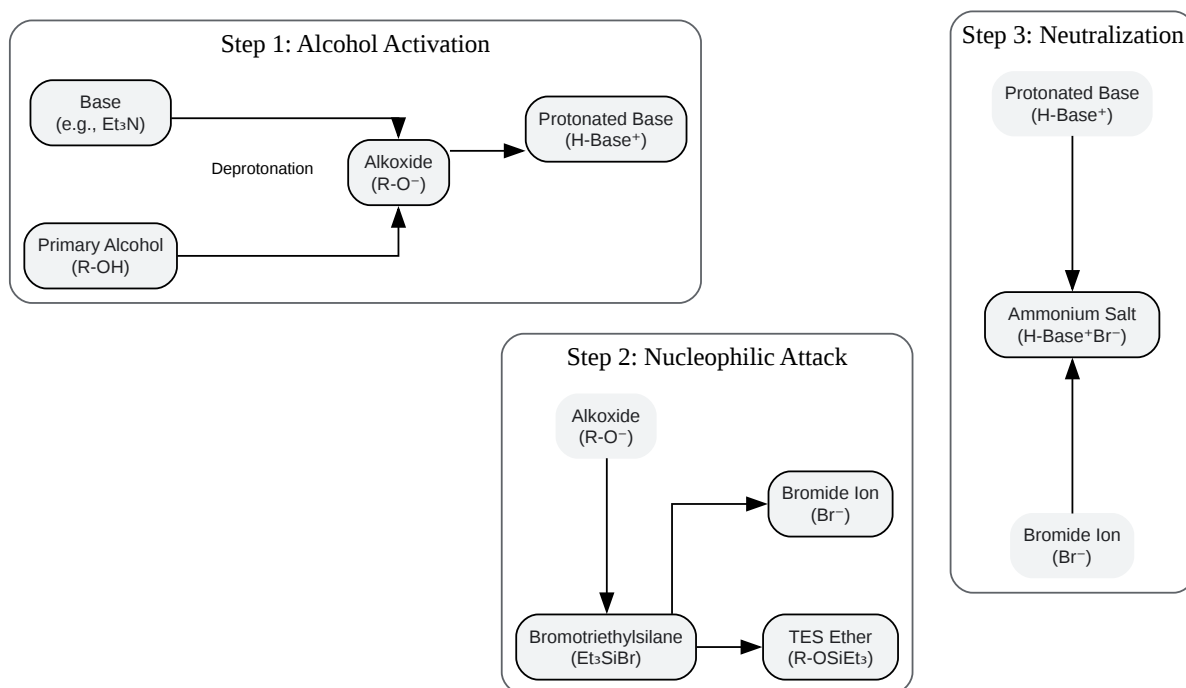 Step 1: Alcohol Activation
Base
(e.g., Et₃N)
Deprotonation
Primary Alcohol
(R-OH)
Alkoxide
(R-O⁻)
Protonated Base
(H-Base⁺)
Step 2: Nucleophilic Attack
Alkoxide
(R-O⁻)
Bromide Ion
(Br⁻)
Bromotriethylsilane
(Et₃SiBr)
TES Ether
(R-OSiEt₃)
Step 3: Neutralization
Protonated Base
(H-Base⁺)
Ammonium Salt
(H-Base⁺Br⁻)
Bromide Ion
(Br⁻)